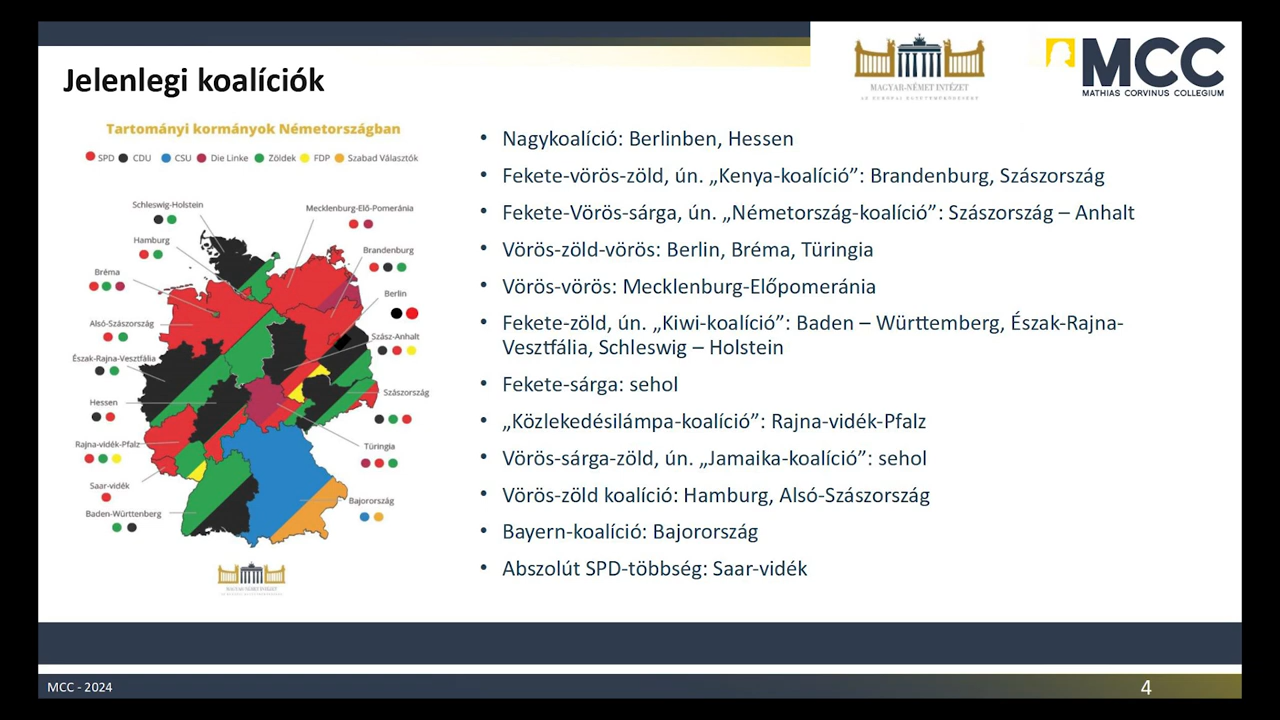 MAGYAR-NÉMET INTÉZET
AZ EURÓPAI EGYÜTTMŰKÖDÉSÉRT
MCC
MATHIAS CORVINUS COLLEGIUM
Jelenlegi koalíciók
Tartományi kormányok Németországban
SPD CDU CSU Die Linke Zöldek FDP Szabad Választók
Schleswig-Holstein
Mecklenburg-Elő-Pomeránia
Hamburg
Brandenburg
Bréma
Berlin
Alsó-Szászország
Szász-Anhalt
Észak-Rajna-Vesztfália
Szászország
Hessen
Rajna-vidék-Pfalz
Türingia
Saar-vidék
Bajorország
Baden-Württemberg
MAGYAR-NÉMET INTÉZET
• Nagykoalíció: Berlinben, Hessen
• Fekete-vörös-zöld, ún. „Kenya-koalíció”: Brandenburg, Szászország
• Fekete-Vörös-sárga, ún. „Németország-koalíció”: Szászország – Anhalt
• Vörös-zöld-vörös: Berlin, Bréma, Türingia
• Vörös-vörös: Mecklenburg-Előpomeránia
• Fekete-zöld, ún. „Kiwi-koalíció”: Baden – Württemberg, Észak-Rajna-
Vesztfália, Schleswig – Holstein
• Fekete-sárga: sehol
• „Közlekedésilámpa-koalíció”: Rajna-vidék-Pfalz
• Vörös-sárga-zöld, ún. „Jamaika-koalíció”: sehol
• Vörös-zöld koalíció: Hamburg, Alsó-Szászország
• Bayern-koalíció: Bajorország
• Abszolút SPD-többség: Saar-vidék
MCC - 2024
4